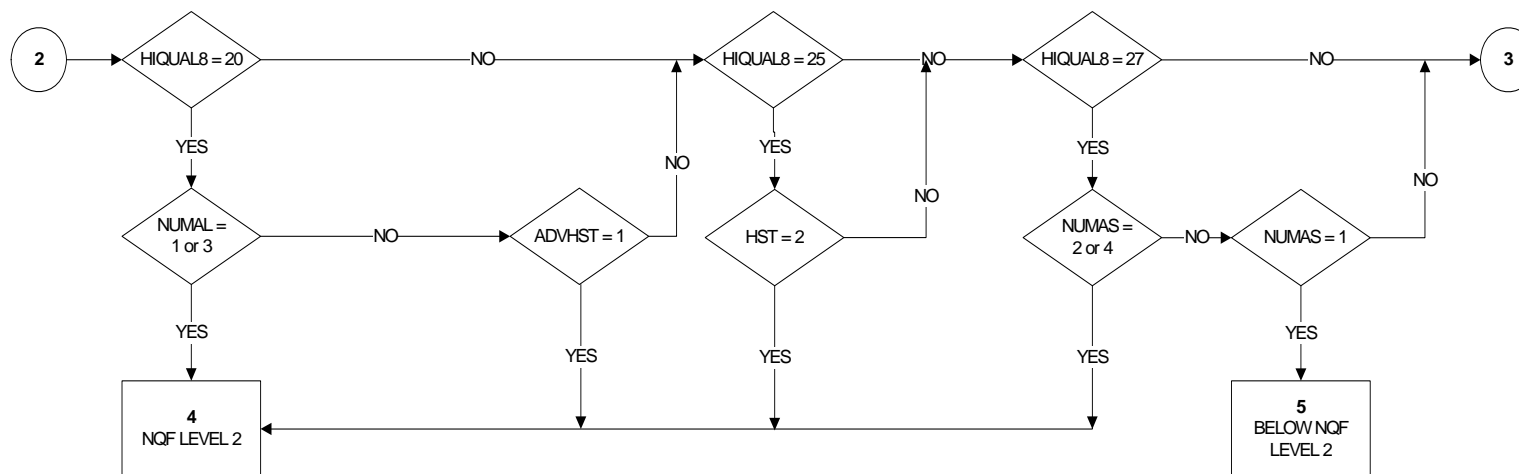 2
HIQUAL8 = 20
NO
HIQUAL8 = 25
NO
HIQUAL8 = 27
NO
3
YES
YES
YES
NO
NO
NO
NUMAL =
1 or 3
NO
ADVHST = 1
HST = 2
NUMAS =
2 or 4
NO
NUMAS = 1
YES
YES
YES
YES
YES
4
NQF LEVEL 2
5
BELOW NQF
LEVEL 2